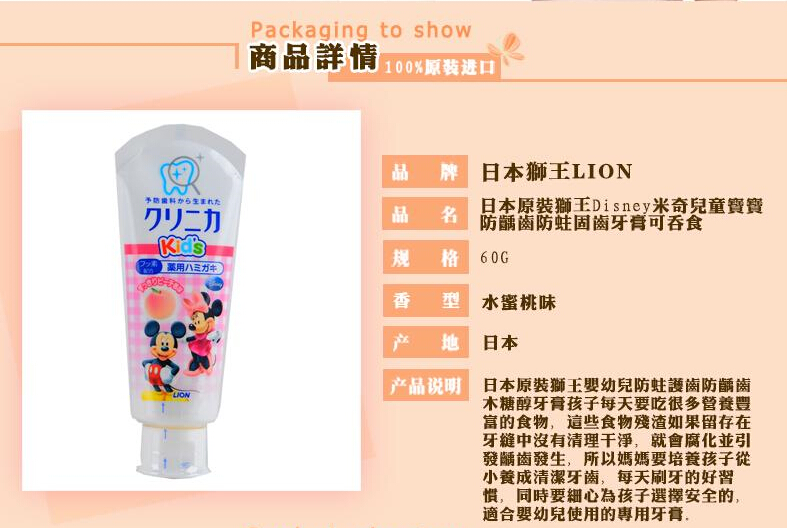 Packaging to show
商品詳情
100%原裝进口
予防歯科から生まれた
クリニカ
Kid's
フッ素
配合
薬用ハミガキ
Disney
LION
品 牌
日本獅王LION
品 名
日本原裝獅王Disney米奇兒童寶寶
防齲齒防蛀固齒牙膏可吞食
规 格
60G
香 型
水蜜桃味
产 地
日本
产品说明
日本原裝獅王嬰幼兒防蛀護齒防齲齒
木糖醇牙膏孩子每天要吃很多營養豐
富的食物，這些食物殘渣如果留存在
牙縫中沒有清理干淨，就會腐化並引
發齲齒發生，所以媽媽要培養孩子從
小養成清潔牙齒，每天刷牙的好習
慣，同時要細心為孩子選擇安全的，
適合嬰幼兒使用的專用牙膏．